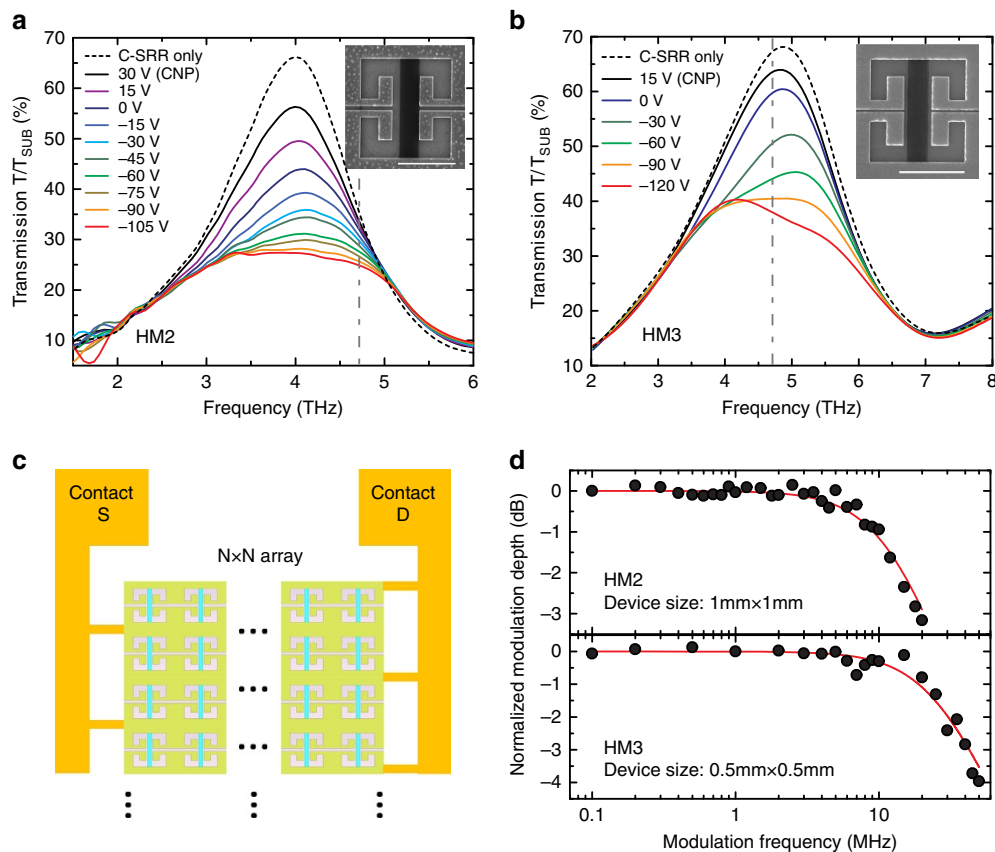 a
Transmission T/T_SUB (%)
70
60
50
40
30
20
10
C-SRR only
30 V (CNP)
15 V
0 V
–15 V
–30 V
–45 V
–60 V
–75 V
–90 V
–105 V
HM2
2 3 4 5 6
Frequency (THz)
b
Transmission T/T_SUB (%)
70
60
50
40
30
20
10
C-SRR only
15 V (CNP)
0 V
–30 V
–60 V
–90 V
–120 V
HM3
2 3 4 5 6 7 8
Frequency (THz)
c
Contact
S
Contact
D
N×N array
d
Normalized modulation depth (dB)
0
–1
–2
–3
HM2
Device size: 1mm×1mm
0
–1
–2
–3
–4
HM3
Device size: 0.5mm×0.5mm
0.1 1 10
Modulation frequency (MHz)